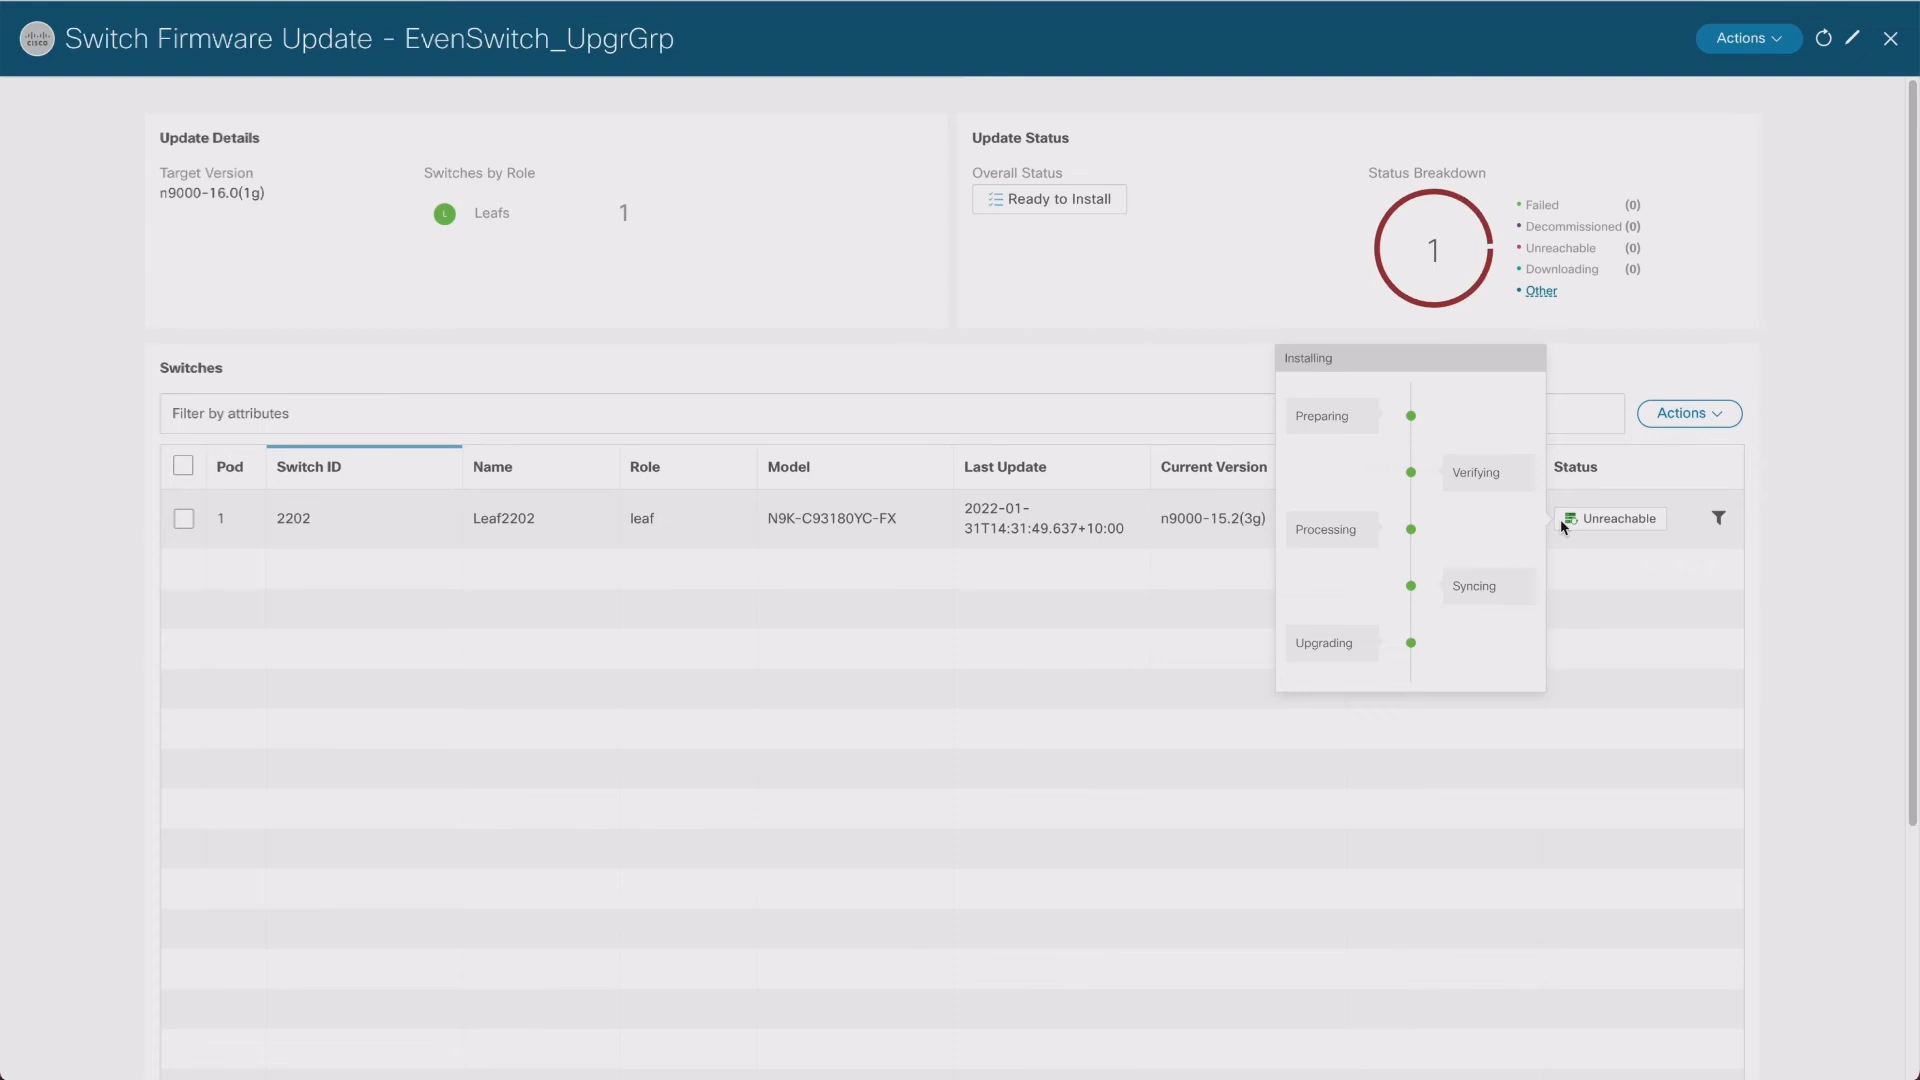 CISCO
Switch Firmware Update - EvenSwitch_UpgrGrp
Actions
Update Details
Target Version
n9000-16.0(1g)
Switches by Role
L
Leafs
1
Update Status
Overall Status
Ready to Install
Status Breakdown
1
Failed (0)
Decommissioned (0)
Unreachable (0)
Downloading (0)
Other
Switches
Filter by attributes
Actions
Pod Switch ID Name Role Model Last Update Current Version Status
1 2202 Leaf2202 leaf N9K-C93180YC-FX 2022-01-
31T14:31:49.637+10:00 n9000-15.2(3g) Unreachable
Installing
Preparing
Verifying
Processing
Syncing
Upgrading